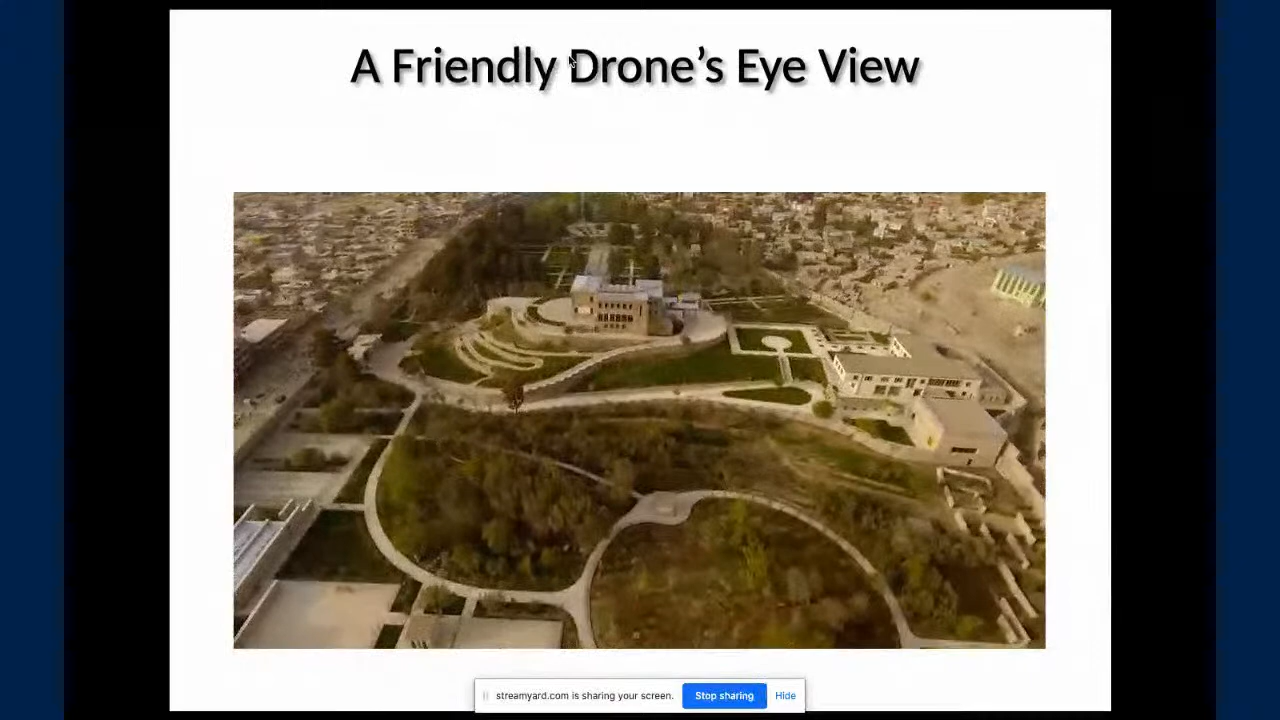 A Friendly Drone’s Eye View
streamyard.com is sharing your screen. Stop sharing Hide